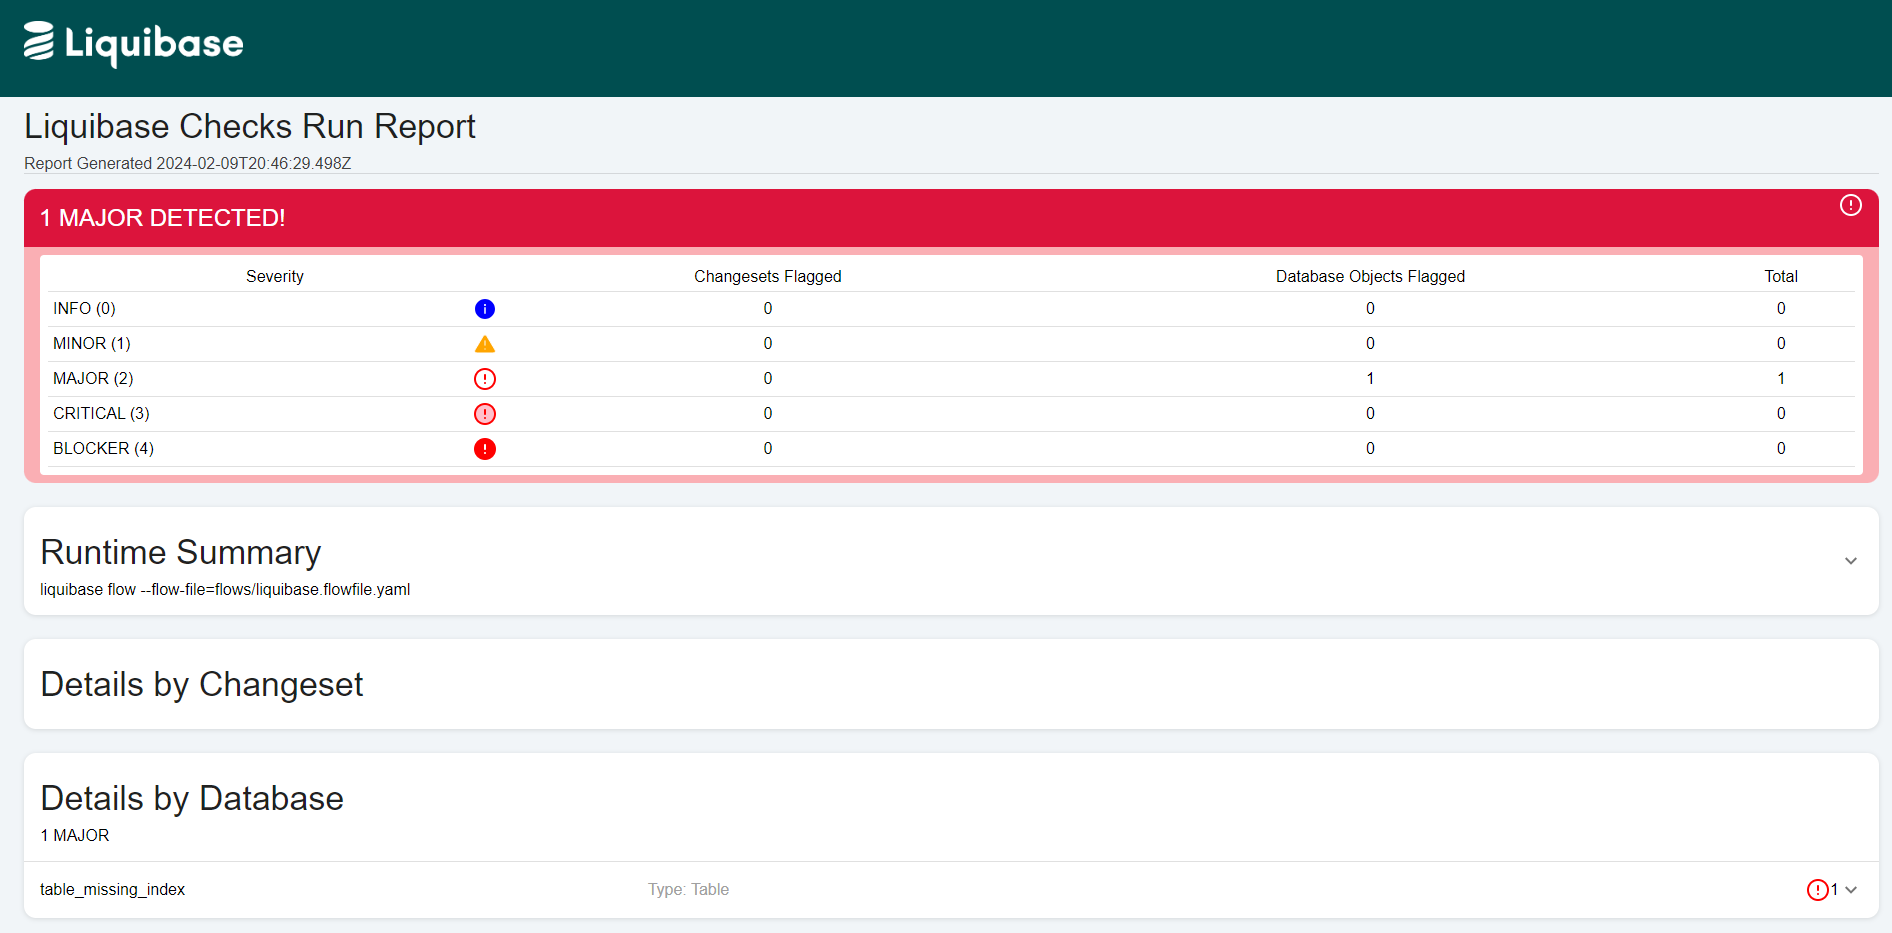 Liquibase
Liquibase Checks Run Report
Report Generated 2024-02-09T20:46:29.498Z
1 MAJOR DETECTED!
Severity Changesets Flagged Database Objects Flagged Total
INFO (0) 0 0 0
MINOR (1) 0 0 0
MAJOR (2) 0 1 1
CRITICAL (3) 0 0 0
BLOCKER (4) 0 0 0
Runtime Summary
liquibase flow --flow-file=flows/liquibase.flowfile.yaml
Details by Changeset
Details by Database
1 MAJOR
table_missing_index Type: Table 1